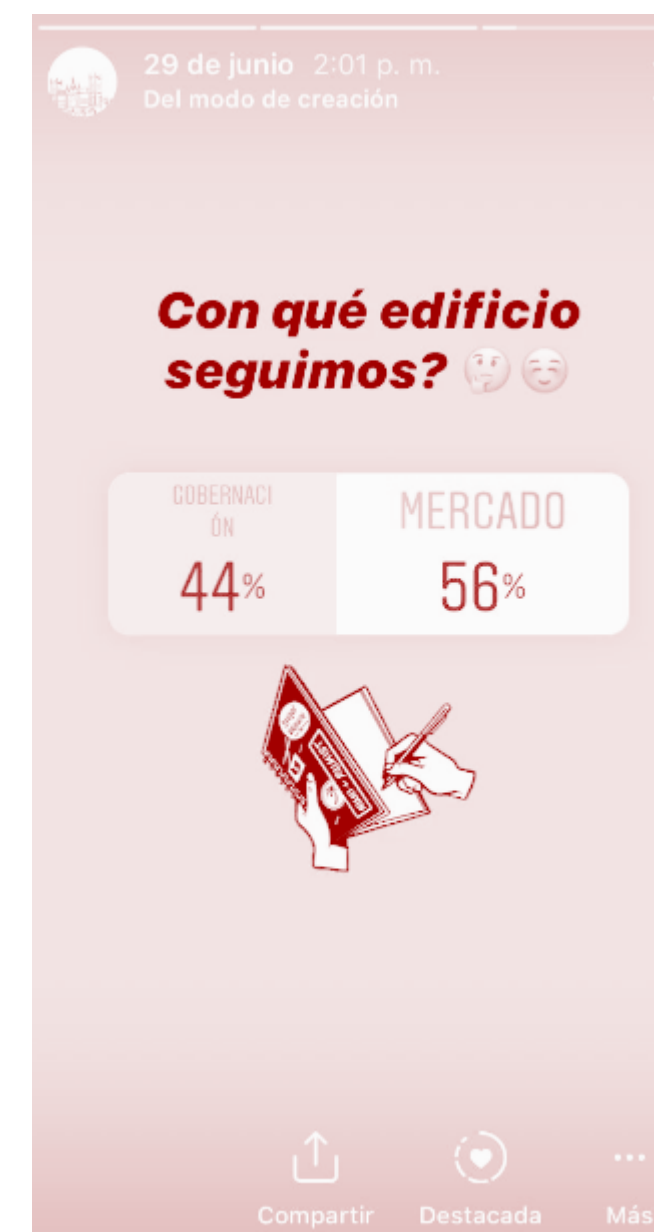 29 de junio 2:01 p. m.
Del modo de creación
Con qué edificio
seguimos? 🤔☺️
GOBERNACI
ÓN
MERCADO
44%
56%
Compartir
Destacada
Más